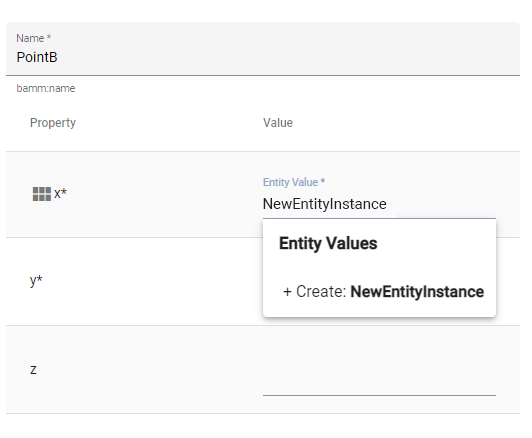 Name *
PointB
bamm:name
Property Value
x* Entity Value *
NewEntityInstance
Entity Values
+ Create: NewEntityInstance
y*
z